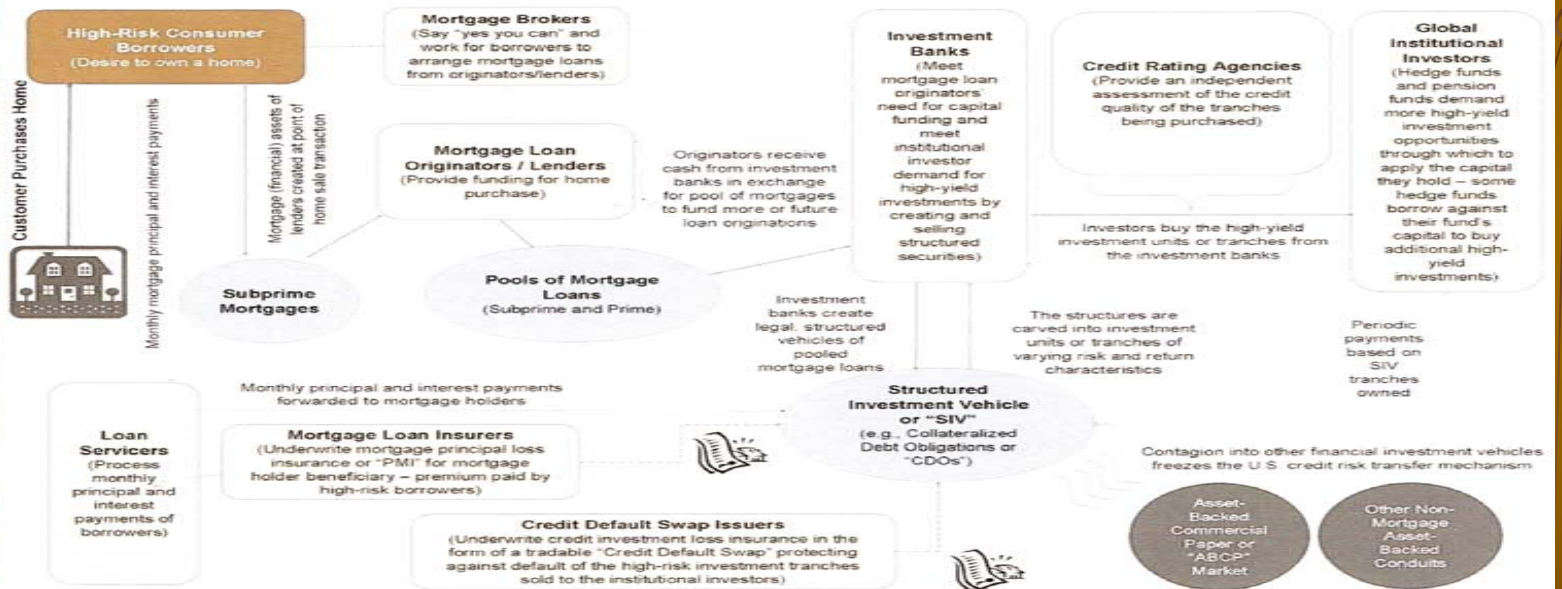 High-Risk Consumer
Borrowers
(Desire to own a home)
Mortgage Brokers
(Say "yes you can" and
work for borrowers to
arrange mortgage loans
from originators/lenders)
Investment
Banks
(Meet
mortgage loan
originators'
need for capital
funding and
meet
institutional
investor
demand for
high-yield
investments by
creating and
selling
structured
securities)
Credit Rating Agencies
(Provide an independent
assessment of the credit
quality of the tranches
being purchased)
Global
Institutional
Investors
(Hedge funds
and pension
funds demand
more high-yield
investment
opportunities
through which to
apply the capital
they hold – some
hedge funds
borrow against
their fund's
capital to buy
additional high-
yield
investments)
Customer Purchases Home
Monthly mortgage principal and interest payments
Mortgage (financial) assets of
lenders created at point of
home sale transaction
Mortgage Loan
Originators / Lenders
(Provide funding for home
purchase)
Originators receive
cash from investment
banks in exchange
for pool of mortgages
to fund more or future
loan originations
Investors buy the high-yield
investment units or tranches from
the investment banks
Subprime
Mortgages
Pools of Mortgage
Loans
(Subprime and Prime)
Investment
banks create
legal, structured
vehicles of
pooled
mortgage loans
The structures are
carved into investment
units or tranches of
varying risk and return
characteristics
Periodic
payments
based on
SIV
tranches
owned
Monthly principal and interest payments
forwarded to mortgage holders
Structured
Investment Vehicle
or "SIV"
(e.g., Collateralized
Debt Obligations or
"CDOs")
Loan
Servicers
(Process
monthly
principal and
interest
payments of
borrowers)
Mortgage Loan Insurers
(Underwrite mortgage principal loss
insurance or "PMI" for mortgage
holder beneficiary – premium paid by
high-risk borrowers)
Contagion into other financial investment vehicles
freezes the U.S. credit risk transfer mechanism
Asset-
Backed
Commercial
Paper or
"ABCP"
Market
Other Non-
Mortgage
Asset-
Backed
Conduits
Credit Default Swap Issuers
(Underwrite credit investment loss insurance in the
form of a tradable "Credit Default Swap" protecting
against default of the high-risk investment tranches
sold to the institutional investors)